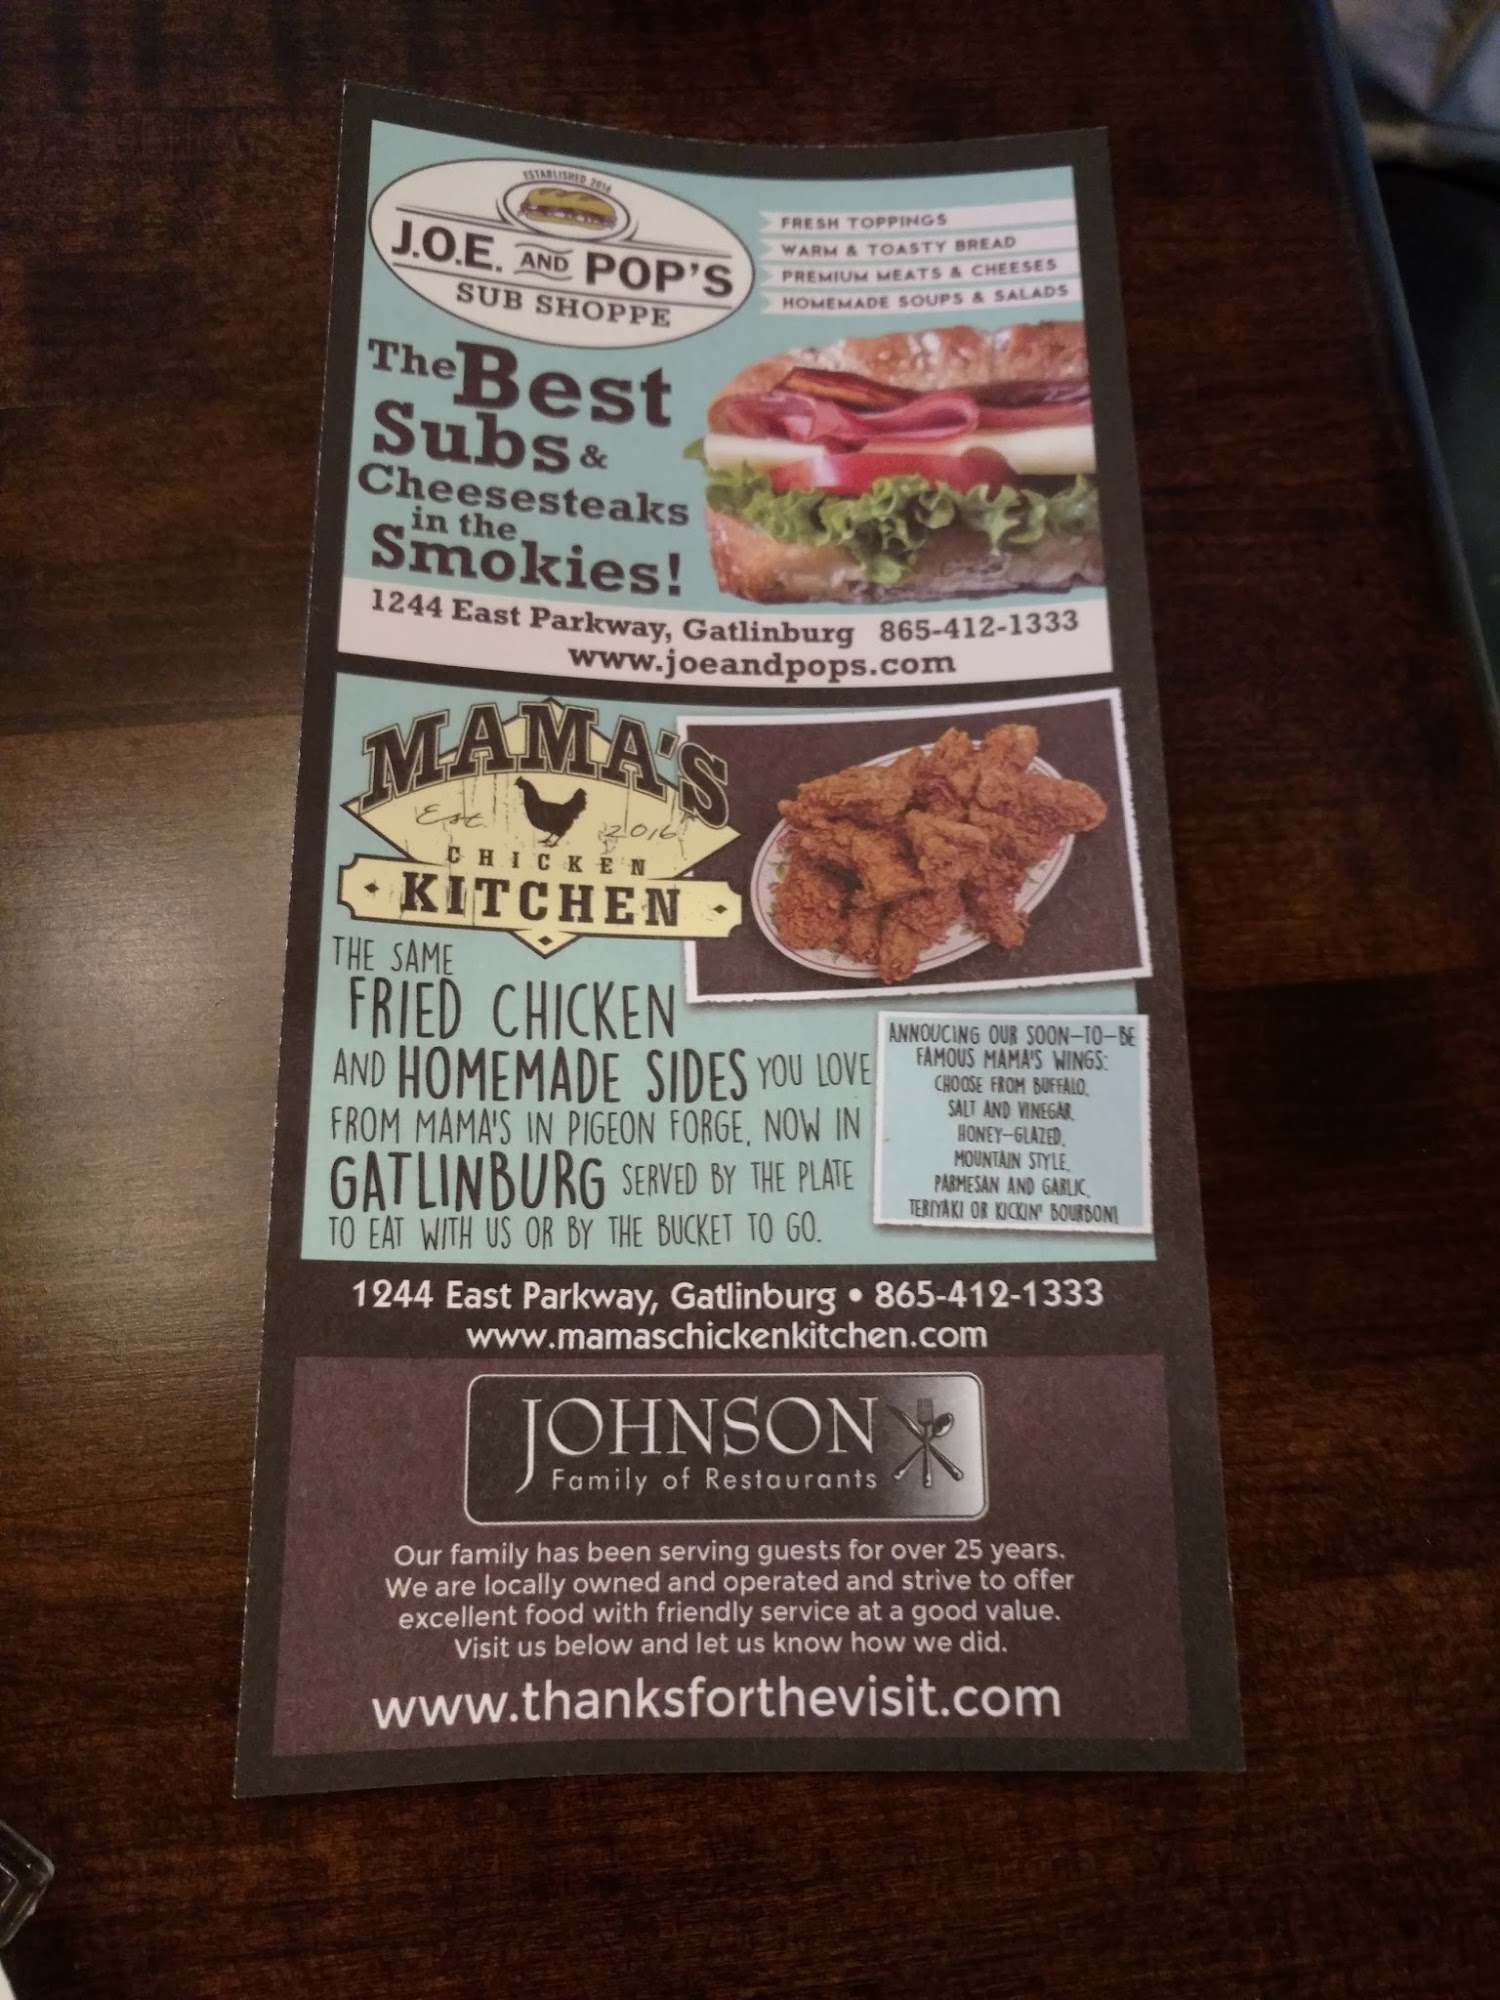 ESTABLISHED 2014
J.O.E. AND POP'S
SUB SHOPPE
FRESH TOPPINGS
WARM & TOASTY BREAD
PREMIUM MEATS & CHEESES
HOMEMADE SOUPS & SALADS
The Best
Subs &
Cheesesteaks
in the
Smokies!
1244 East Parkway, Gatlinburg 865-412-1333
www.joeandpops.com
MAMA'S
Est. 2016
CHICKEN
KITCHEN
THE SAME
FRIED CHICKEN
AND HOMEMADE SIDES YOU LOVE
FROM MAMA'S IN PIGEON FORGE, NOW IN
GATLINBURG SERVED BY THE PLATE
TO EAT WITH US OR BY THE BUCKET TO GO.
ANNOUCING OUR SOON-TO-BE
FAMOUS MAMA'S WINGS:
CHOOSE FROM BUFFALO,
SALT AND VINEGAR,
HONEY-GLAZED,
MOUNTAIN STYLE,
PARMESAN AND GARLIC,
TERIYAKI OR KICKIN' BOURBON!
1244 East Parkway, Gatlinburg • 865-412-1333
www.mamaschickenkitchen.com
JOHNSON
Family of Restaurants
Our family has been serving guests for over 25 years.
We are locally owned and operated and strive to offer
excellent food with friendly service at a good value.
Visit us below and let us know how we did.
www.thanksforthevisit.com